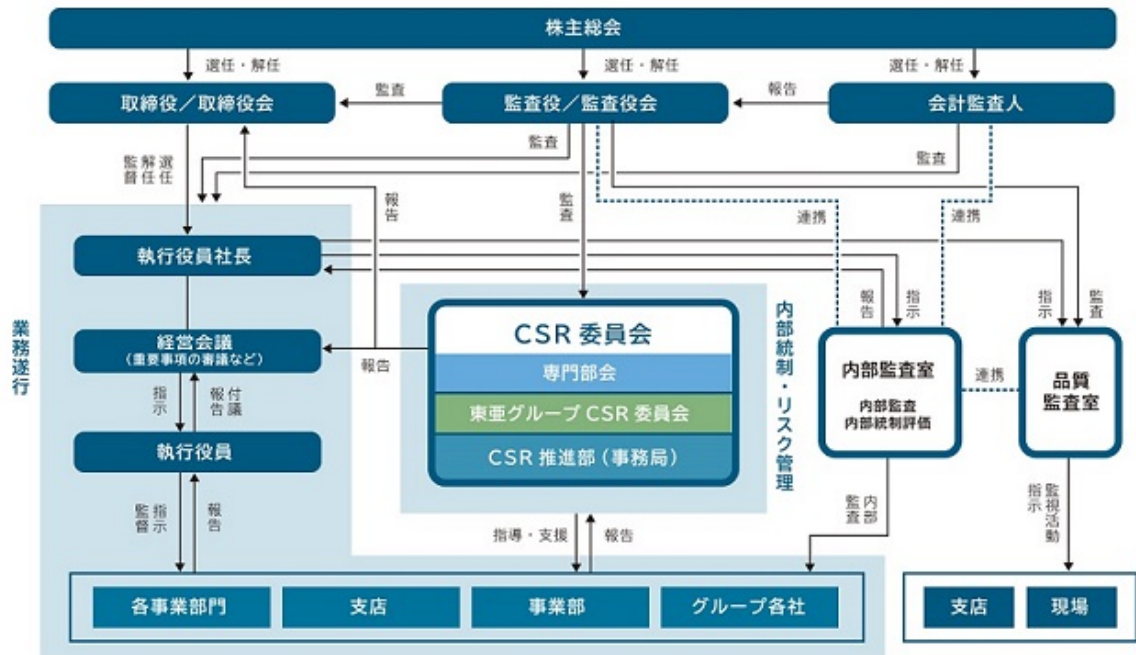 株主総会
選任・解任
選任・解任
選任・解任
取締役／取締役会
監査
監査役／監査役会
報告
会計監査人
監査
監査
選任
解任
監督
報告
監査
連携
連携
執行役員社長
報告
指示
指示
監査
業務遂行
経営会議
（重要事項の審議など）
報告
CSR 委員会
専門部会
東亜グループ CSR 委員会
CSR 推進部（事務局）
内部統制・リスク管理
内部監査室
内部監査
内部統制評価
連携
品質
監査室
指示
付議
報告
執行役員
指示
監督
報告
指導・支援
報告
内部
監査
監視活動
指示
各事業部門
支店
事業部
グループ各社
支店
現場